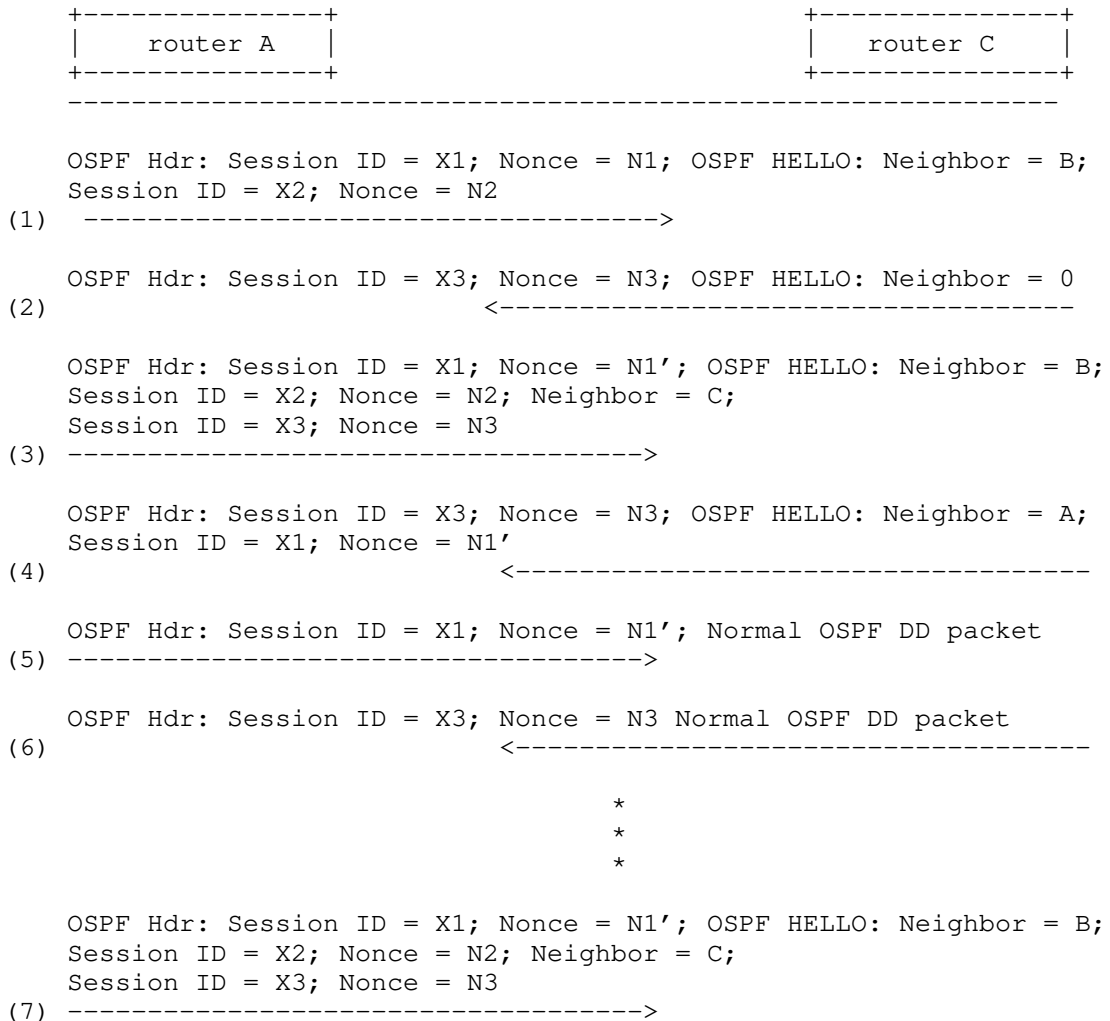 +---------------+ +---------------+
| router A | | router C |
+---------------+ +---------------+
--------------------------------------------------------------
OSPF Hdr: Session ID = X1; Nonce = N1; OSPF HELLO: Neighbor = B;
Session ID = X2; Nonce = N2
(1) ------------------------------------>
OSPF Hdr: Session ID = X3; Nonce = N3; OSPF HELLO: Neighbor = 0
(2) <------------------------------------
OSPF Hdr: Session ID = X1; Nonce = N1’; OSPF HELLO: Neighbor = B;
Session ID = X2; Nonce = N2; Neighbor = C;
Session ID = X3; Nonce = N3
(3) ------------------------------------>
OSPF Hdr: Session ID = X3; Nonce = N3; OSPF HELLO: Neighbor = A;
Session ID = X1; Nonce = N1’
(4) <------------------------------------
OSPF Hdr: Session ID = X1; Nonce = N1’; Normal OSPF DD packet
(5) ------------------------------------>
OSPF Hdr: Session ID = X3; Nonce = N3 Normal OSPF DD packet
(6) <------------------------------------
*
*
*
OSPF Hdr: Session ID = X1; Nonce = N1’; OSPF HELLO: Neighbor = B;
Session ID = X2; Nonce = N2; Neighbor = C;
Session ID = X3; Nonce = N3
(7) ------------------------------------>